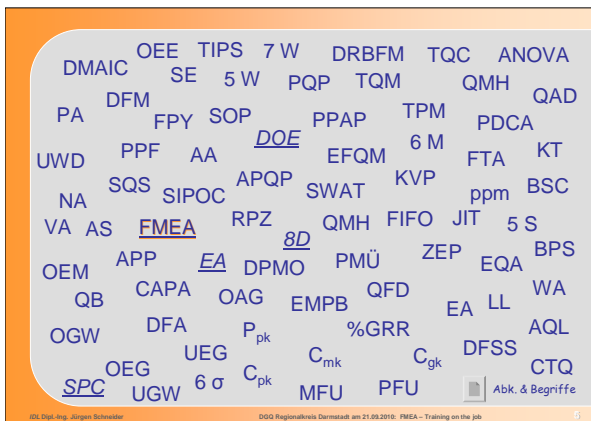 OEE TIPS 7 W DRBFM TQC ANOVA
DMAIC SE 5 W PQP TQM QMH QAD
PA DFM FPY SOP DOE PPAP TPM PDCA
UWD PPF AA EFQM 6 M FTA KT
NA SQS SIPOC APQP SWAT KVP ppm BSC
VA AS FMEA RPZ 8D QMH FIFO JIT 5 S
OEM APP EA DPMO PMÜ ZEP EQA BPS
QB CAPA OAG EMPB QFD EA LL WA
OGW DFA Ppk %GRR AQL
OEG UEG Cmk Cgk DFSS CTQ
SPC UGW 6 σ Cpk MFU PFU Abk. & Begriffe
IDL Dipl.-Ing. Jürgen Schneider DGQ Regionalkreis Darmstadt am 21.09.2010: FMEA – Training on the job